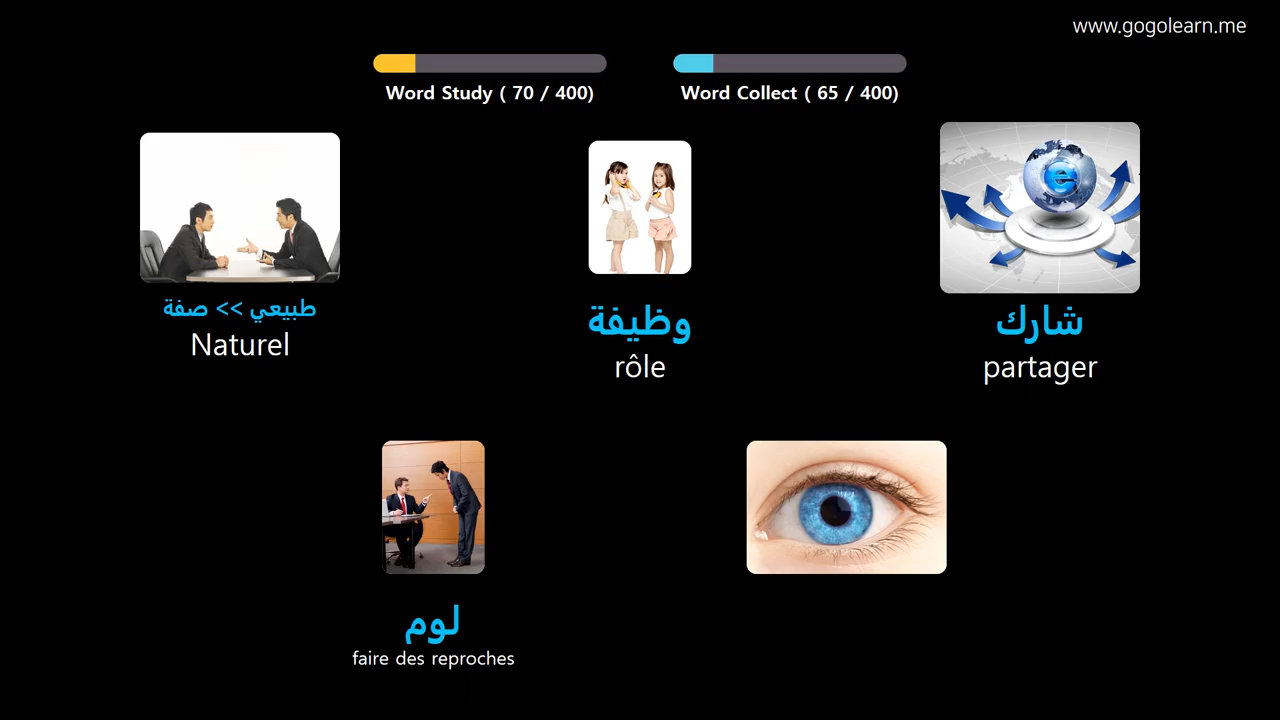 www.gogolearn.me
Word Study ( 70 / 400)
Word Collect ( 65 / 400)
طبيعي >> صفة
Naturel
وظيفة
rôle
شارك
partager
لوم
faire des reproches